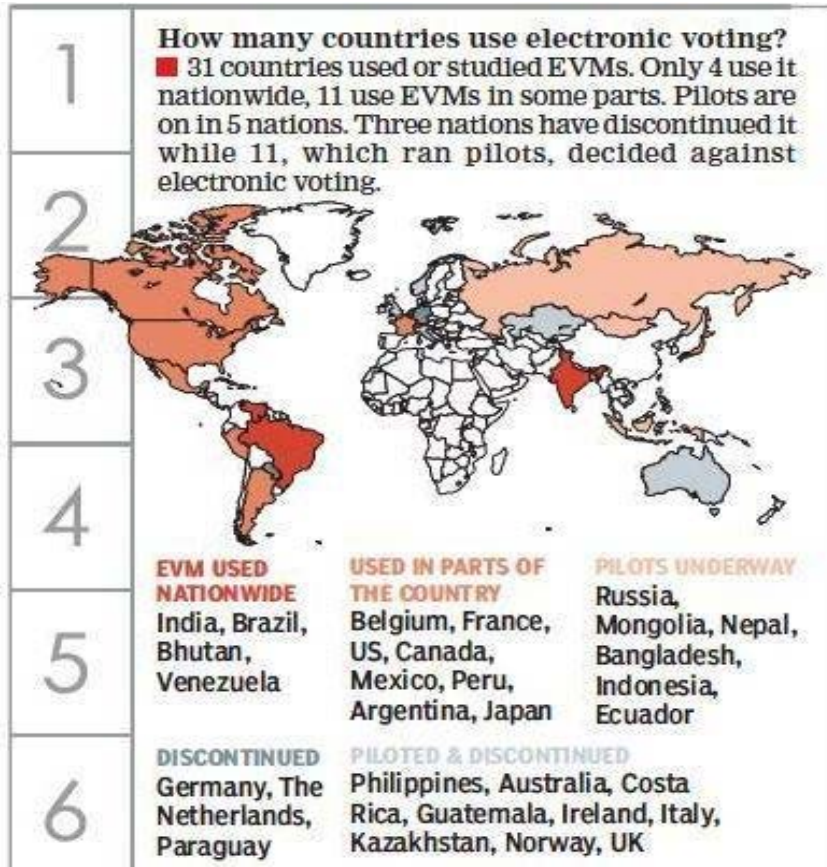 1
How many countries use electronic voting?
31 countries used or studied EVMs. Only 4 use it
nationwide, 11 use EVMs in some parts. Pilots are
on in 5 nations. Three nations have discontinued it
while 11, which ran pilots, decided against
electronic voting.
2
3
4
EVM USED
NATIONWIDE
India, Brazil,
Bhutan,
Venezuela
USED IN PARTS OF
THE COUNTRY
Belgium, France,
US, Canada,
Mexico, Peru,
Argentina, Japan
PILOTS UNDERWAY
Russia,
Mongolia, Nepal,
Bangladesh,
Indonesia,
Ecuador
5
DISCONTINUED
Germany, The
Netherlands,
Paraguay
PILOTED & DISCONTINUED
Philippines, Australia, Costa
Rica, Guatemala, Ireland, Italy,
Kazakhstan, Norway, UK
6